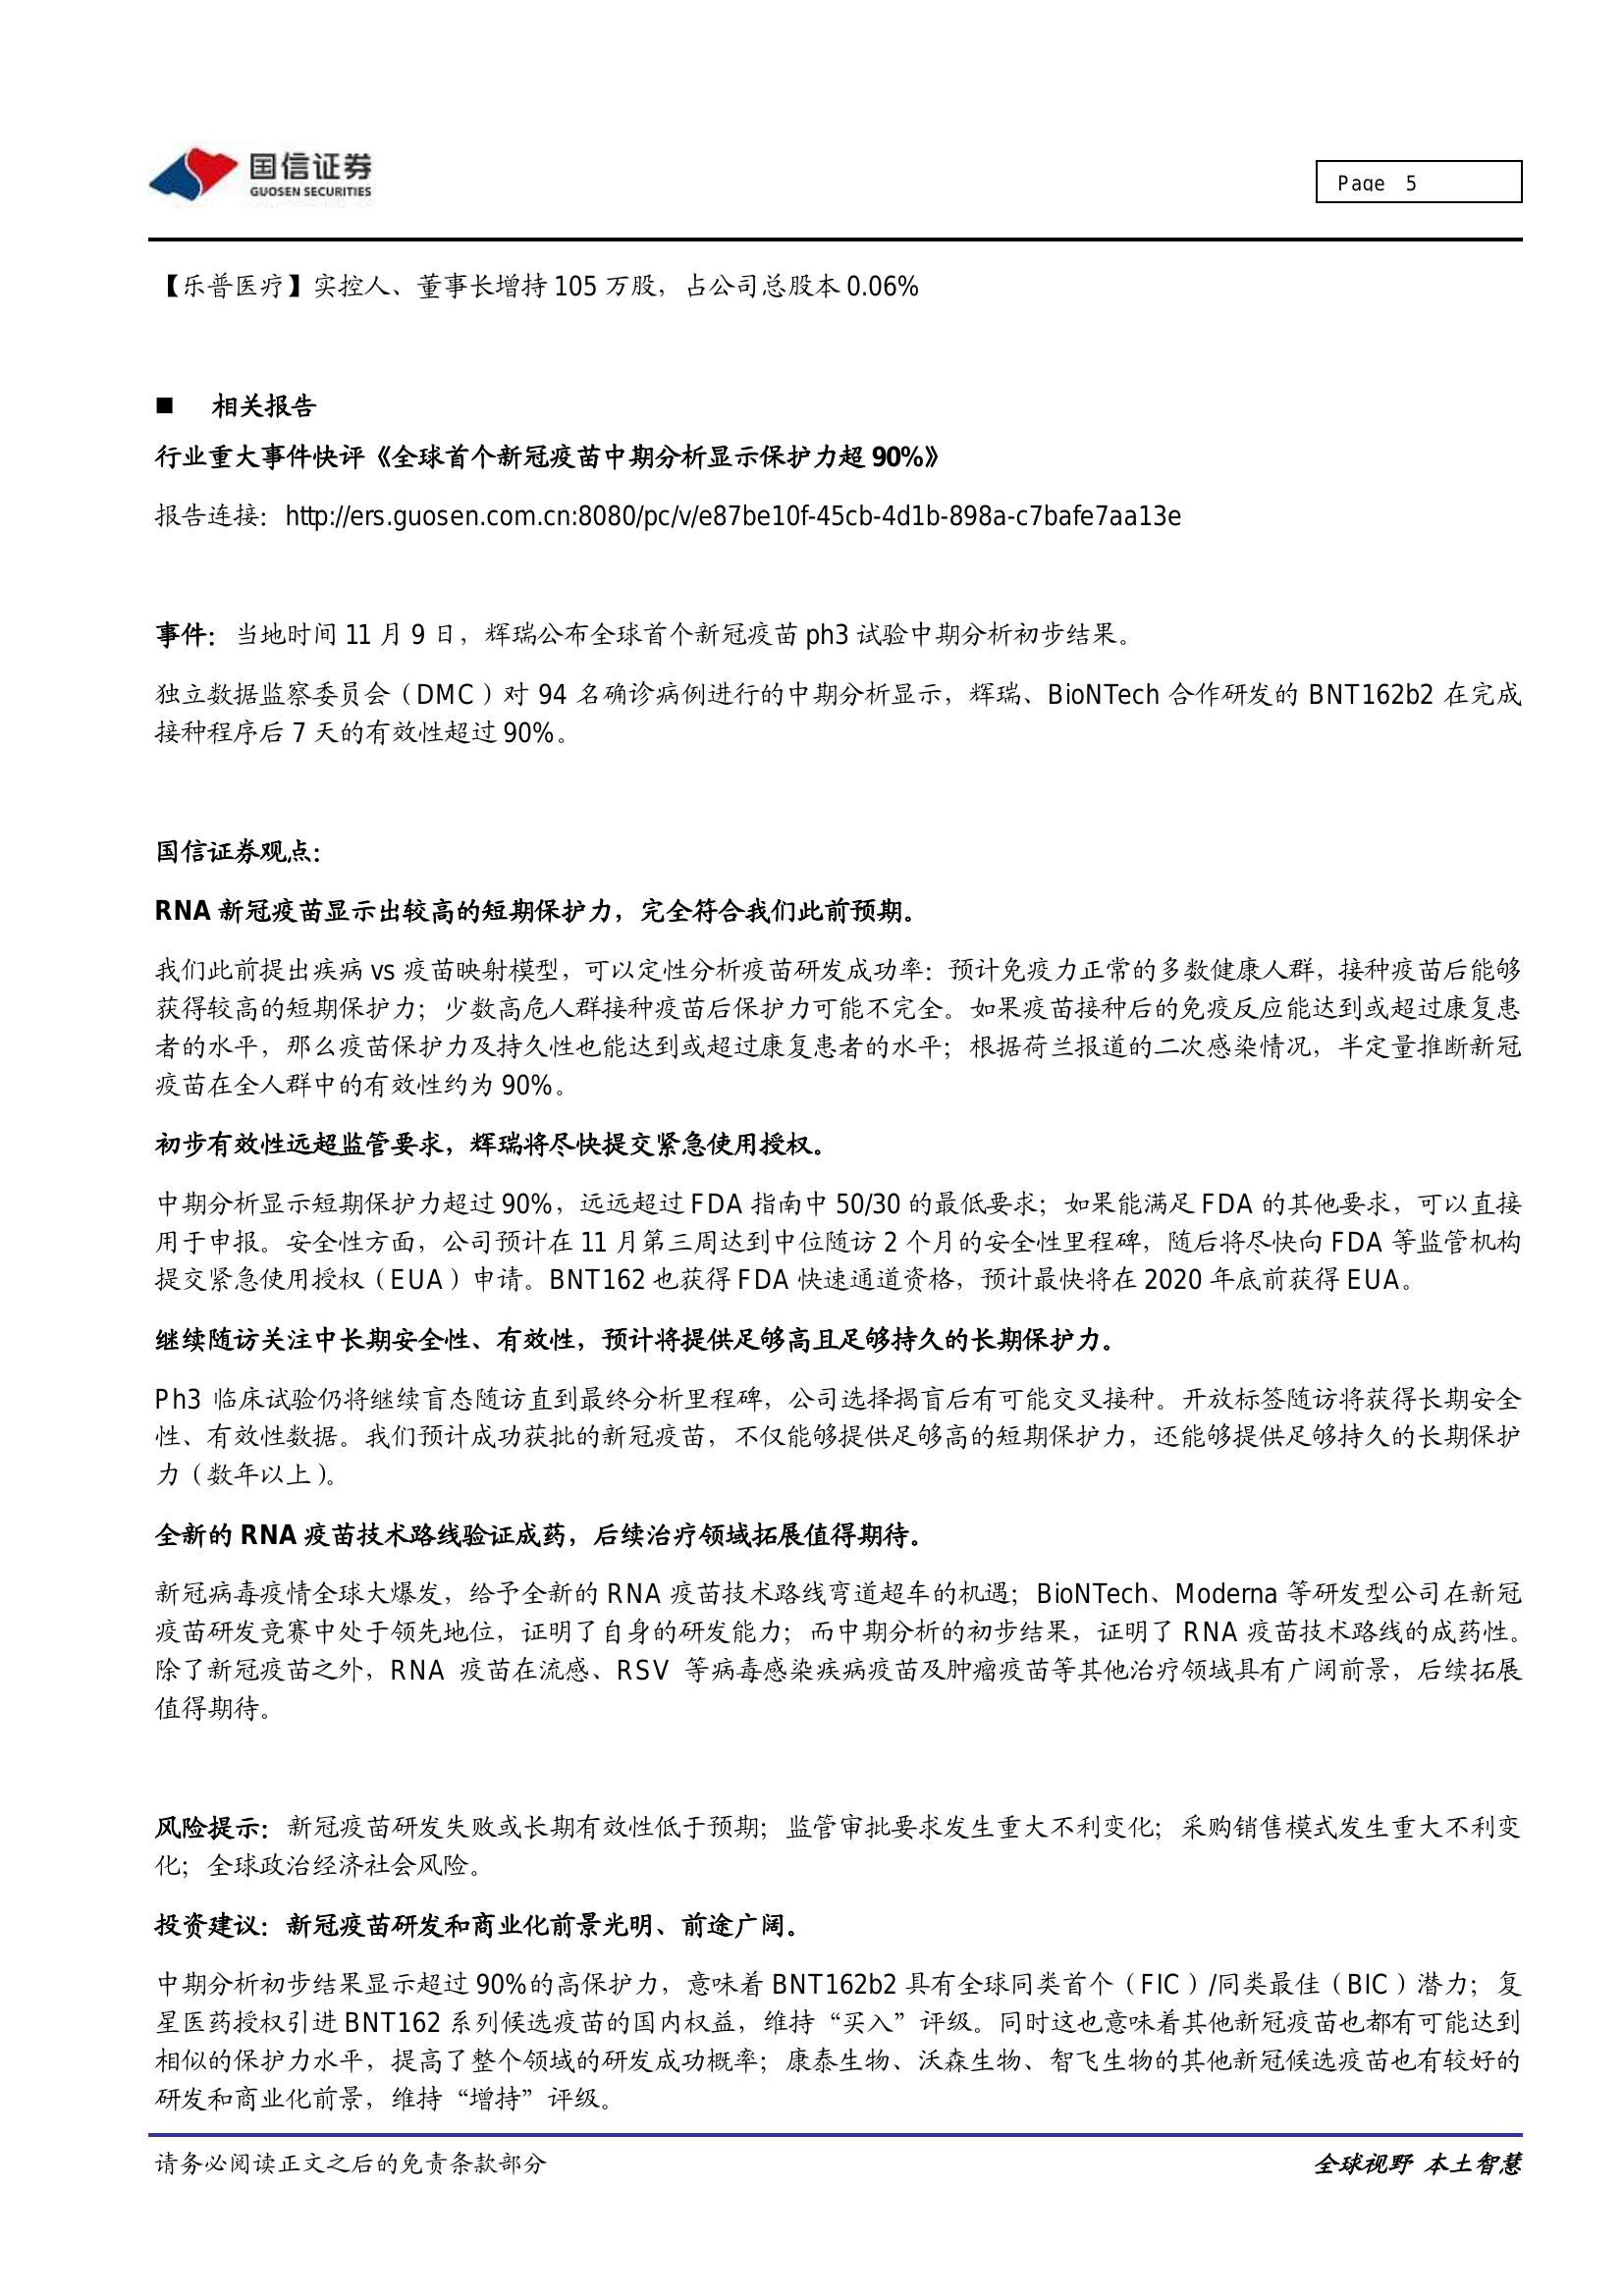 国信证券
GUOSEN SECURITIES
Page 5
【乐普医疗】实控人、董事长增持 105 万股，占公司总股本 0.06%
■ 相关报告
行业重大事件快评《全球首个新冠疫苗中期分析显示保护力超 90%》
报告连接：http://ers.guosen.com.cn:8080/pc/v/e87be10f-45cb-4d1b-898a-c7bafe7aa13e
事件：当地时间 11 月 9 日，辉瑞公布全球首个新冠疫苗 ph3 试验中期分析初步结果。
独立数据监察委员会（DMC）对 94 名确诊病例进行的中期分析显示，辉瑞、BioNTech 合作研发的 BNT162b2 在完成
接种程序后 7 天的有效性超过 90%。
国信证券观点：
RNA 新冠疫苗显示出较高的短期保护力，完全符合我们此前预期。
我们此前提出疾病 vs 疫苗映射模型，可以定性分析疫苗研发成功率：预计免疫力正常的多数健康人群，接种疫苗后能够
获得较高的短期保护力；少数高危人群接种疫苗后保护力可能不完全。如果疫苗接种后的免疫反应能达到或超过康复患
者的水平，那么疫苗保护力及持久性也能达到或超过康复患者的水平；根据荷兰报道的二次感染情况，半定量推断新冠
疫苗在全人群中的有效性约为 90%。
初步有效性远超监管要求，辉瑞将尽快提交紧急使用授权。
中期分析显示短期保护力超过 90%，远远超过 FDA 指南中 50/30 的最低要求；如果能满足 FDA 的其他要求，可以直接
用于申报。安全性方面，公司预计在 11 月第三周达到中位随访 2 个月的安全性里程碑，随后将尽快向 FDA 等监管机构
提交紧急使用授权（EUA）申请。BNT162 也获得 FDA 快速通道资格，预计最快将在 2020 年底前获得 EUA。
继续随访关注中长期安全性、有效性，预计将提供足够高且足够持久的长期保护力。
Ph3 临床试验仍将继续盲态随访直到最终分析里程碑，公司选择揭盲后有可能交叉接种。开放标签随访将获得长期安全
性、有效性数据。我们预计成功获批的新冠疫苗，不仅能够提供足够高的短期保护力，还能够提供足够持久的长期保护
力（数年以上）。
全新的 RNA 疫苗技术路线验证成药，后续治疗领域拓展值得期待。
新冠病毒疫情全球大爆发，给予全新的 RNA 疫苗技术路线弯道超车的机遇；BioNTech、Moderna 等研发型公司在新冠
疫苗研发竞赛中处于领先地位，证明了自身的研发能力；而中期分析的初步结果，证明了 RNA 疫苗技术路线的成药性。
除了新冠疫苗之外，RNA 疫苗在流感、RSV 等病毒感染疾病疫苗及肿瘤疫苗等其他治疗领域具有广阔前景，后续拓展
值得期待。
风险提示：新冠疫苗研发失败或长期有效性低于预期；监管审批要求发生重大不利变化；采购销售模式发生重大不利变
化；全球政治经济社会风险。
投资建议：新冠疫苗研发和商业化前景光明、前途广阔。
中期分析初步结果显示超过 90%的高保护力，意味着 BNT162b2 具有全球同类首个（FIC）/同类最佳（BIC）潜力；复
星医药授权引进 BNT162 系列候选疫苗的国内权益，维持“买入”评级。同时这也意味着其他新冠疫苗也都有可能达到
相似的保护力水平，提高了整个领域的研发成功概率；康泰生物、沃森生物、智飞生物的其他新冠候选疫苗也有较好的
研发和商业化前景，维持“增持”评级。
请务必阅读正文之后的免责条款部分
全球视野 本土智慧